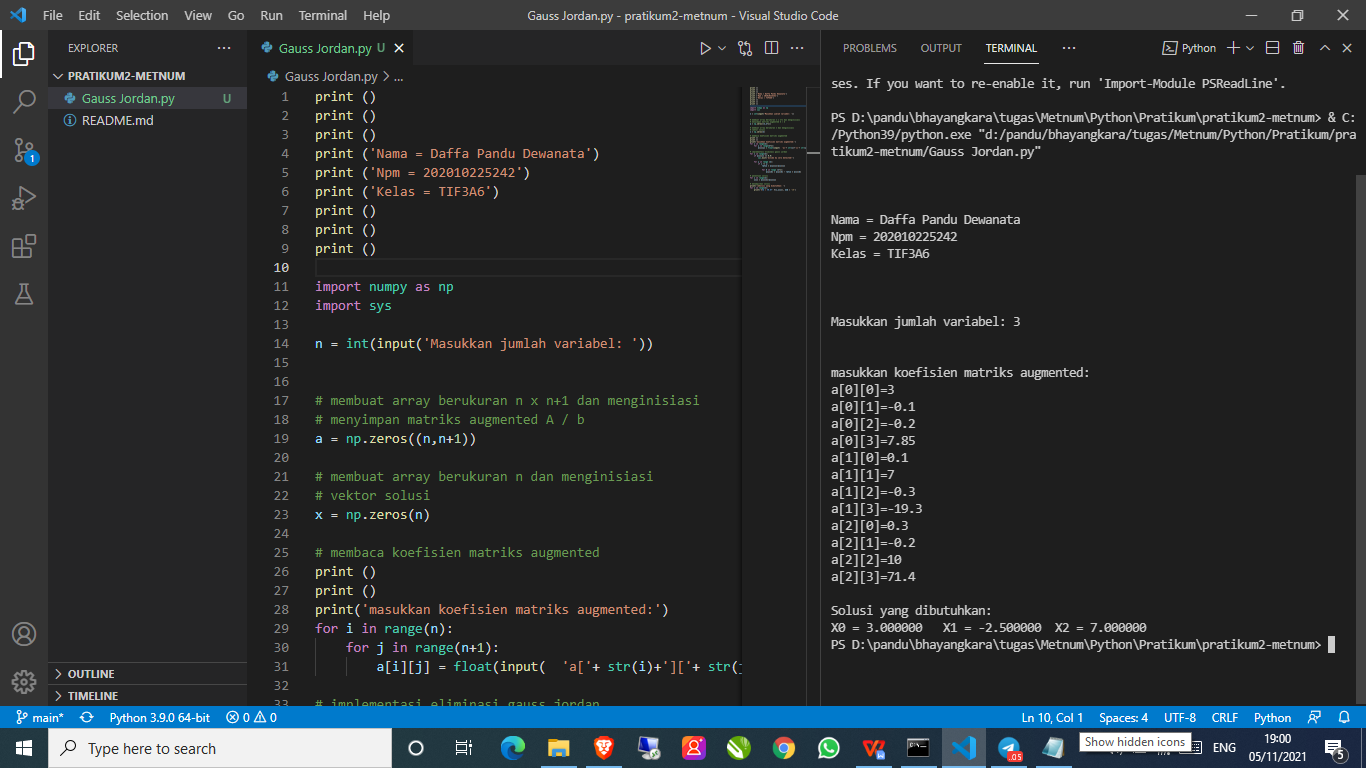 File Edit Selection View Go Run Terminal Help
Gauss Jordan.py - pratikum2-metnum - Visual Studio Code
EXPLORER
PRATIKUM2-METNUM
Gauss Jordan.py U
README.md
OUTLINE
TIMELINE
Gauss Jordan.py U
Gauss Jordan.py > ...
1 print ()
2 print ()
3 print ()
4 print ('Nama = Daffa Pandu Dewanata')
5 print ('Npm = 202010225242')
6 print ('Kelas = TIF3A6')
7 print ()
8 print ()
9 print ()
10
11 import numpy as np
12 import sys
13
14 n = int(input('Masukkan jumlah variabel: '))
15
16
17 # membuat array berukuran n x n+1 dan menginisiasi
18 # menyimpan matriks augmented A / b
19 a = np.zeros((n,n+1))
20
21 # membuat array berukuran n dan menginisiasi
22 # vektor solusi
23 x = np.zeros(n)
24
25 # membaca koefisien matriks augmented
26 print ()
27 print ()
28 print('masukkan koefisien matriks augmented:')
29 for i in range(n):
30 for j in range(n+1):
31 a[i][j] = float(input( 'a['+ str(i)+']['+ str(j
32
33 # implementasi eliminasi gauss jordan
PROBLEMS OUTPUT TERMINAL ··· Python
ses. If you want to re-enable it, run 'Import-Module PSReadLine'.
PS D:\pandu\bhayangkara\tugas\Metnum\Python\Pratikum\pratikum2-metnum> & C:
/Python39/python.exe "d:/pandu/bhayangkara/tugas/Metnum/Python/Pratikum/pra
tikum2-metnum/Gauss Jordan.py"
Nama = Daffa Pandu Dewanata
Npm = 202010225242
Kelas = TIF3A6
Masukkan jumlah variabel: 3
masukkan koefisien matriks augmented:
a[0][0]=3
a[0][1]=-0.1
a[0][2]=-0.2
a[0][3]=7.85
a[1][0]=0.1
a[1][1]=7
a[1][2]=-0.3
a[1][3]=-19.3
a[2][0]=0.3
a[2][1]=-0.2
a[2][2]=10
a[2][3]=71.4
Solusi yang dibutuhkan:
X0 = 3.000000 X1 = -2.500000 X2 = 7.000000
PS D:\pandu\bhayangkara\tugas\Metnum\Python\Pratikum\pratikum2-metnum>
1
main* Python 3.9.0 64-bit 0 0
Ln 10, Col 1 Spaces: 4 UTF-8 CRLF Python
Type here to search
.05
Show hidden icons
ENG
19:00
05/11/2021
5